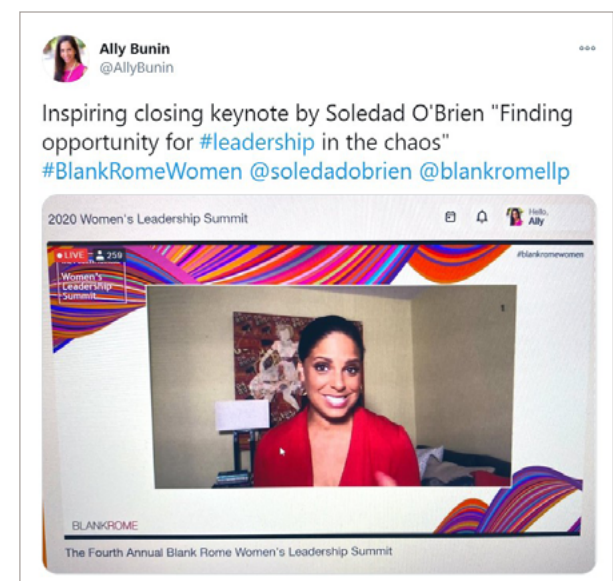 Ally Bunin
@AllyBunin
Inspiring closing keynote by Soledad O'Brien "Finding
opportunity for #leadership in the chaos"
#BlankRomeWomen @soledadobrien @blankromellp
2020 Women's Leadership Summit
Hello,
Ally
LIVE 259
#blankromewomen
Women's
Leadership
Summit
BLANKROME
The Fourth Annual Blank Rome Women's Leadership Summit